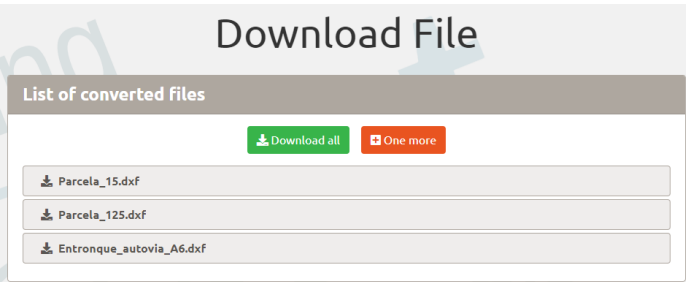 Download File
List of converted files
Download all One more
Parcela_15.dxf
Parcela_125.dxf
Entronque_autovia_A6.dxf